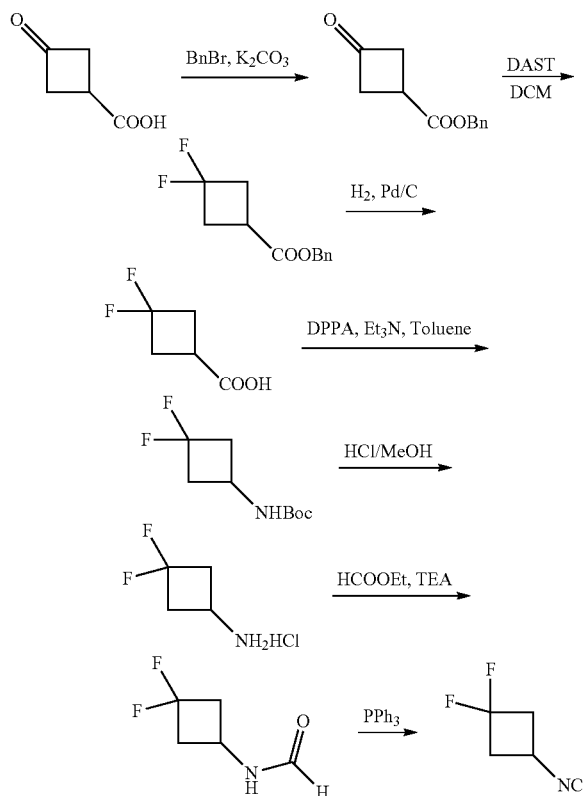 O
BnBr, K2CO3
COOH
O
DAST
DCM
COOBn
F
F
H2, Pd/C
COOBn
F
F
DPPA, Et3N, Toluene
COOH
F
F
HCl/MeOH
NHBoc
F
F
HCOOEt, TEA
NH2HCl
F
F
O
N
H
H
PPh3
F
F
NC